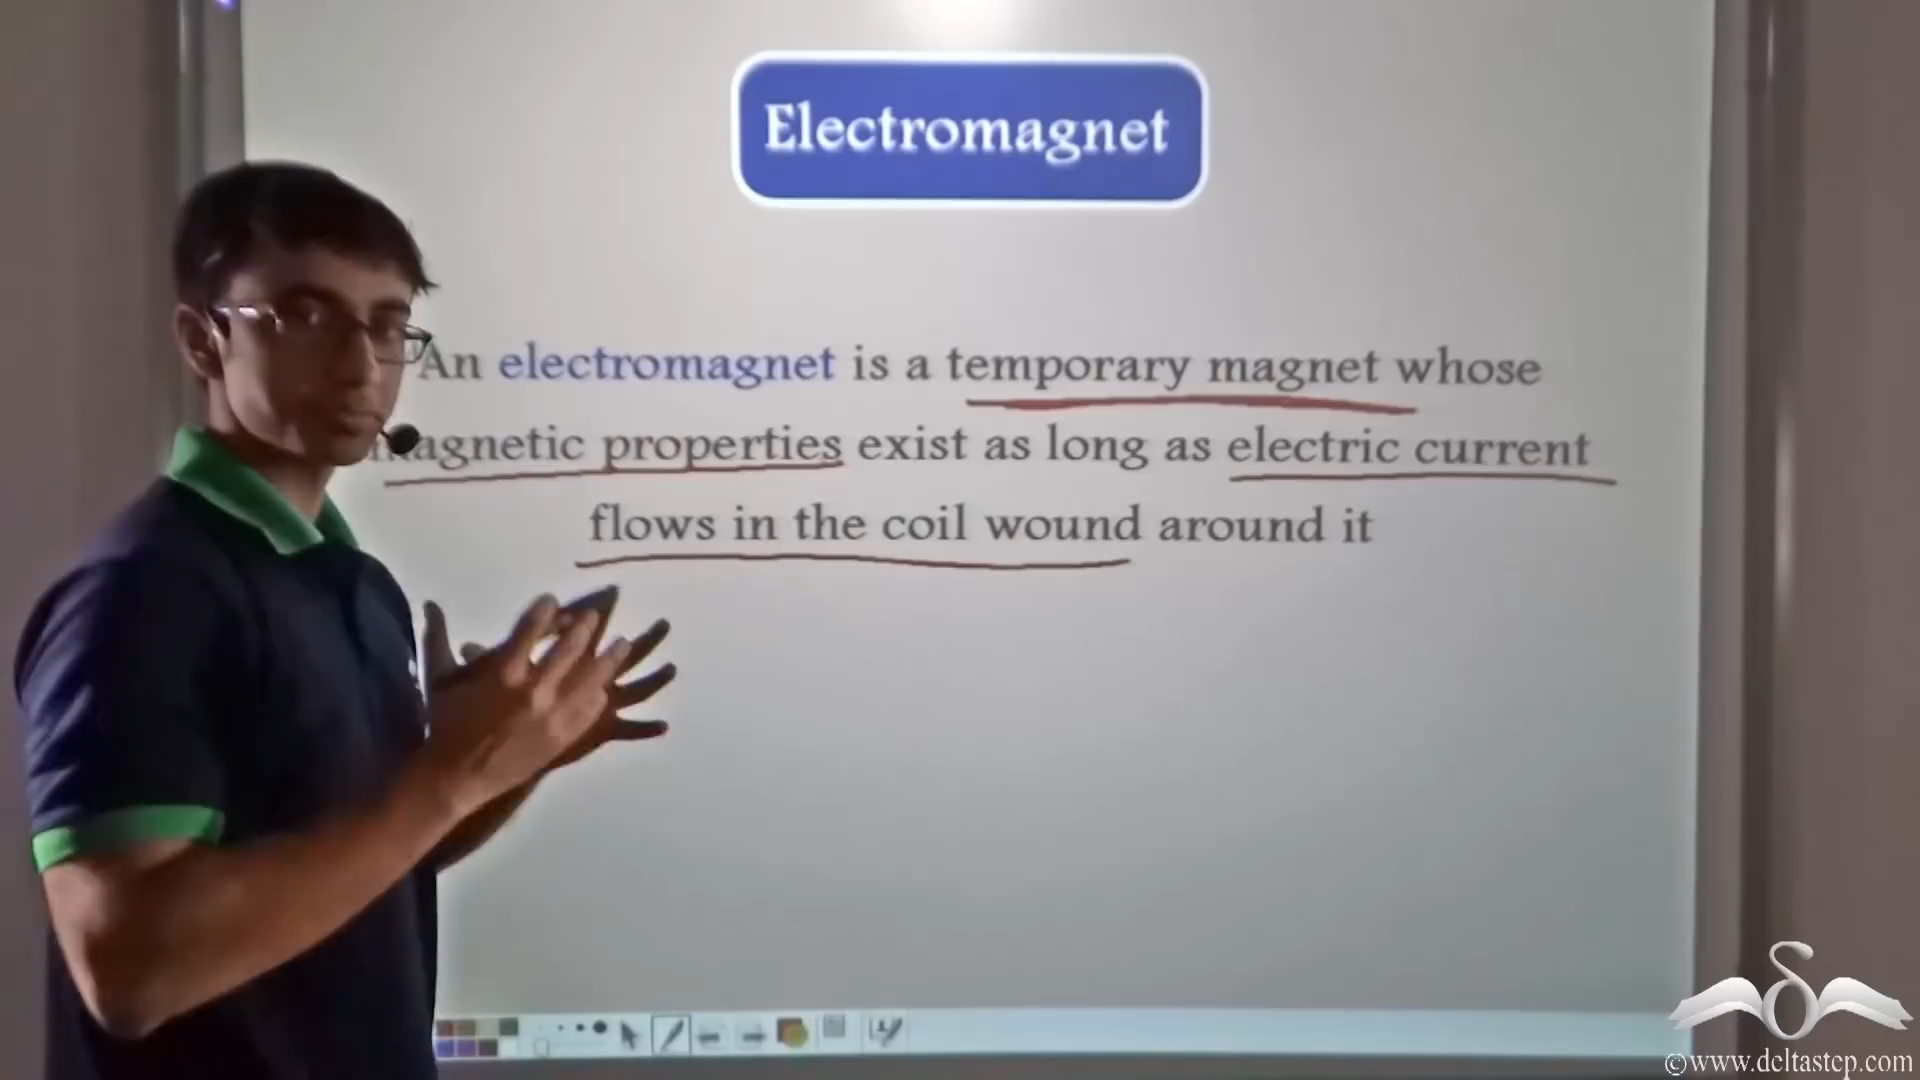 Electromagnet
An electromagnet is a temporary magnet whose
magnetic properties exist as long as electric current
flows in the coil wound around it
©www.deltastep.com